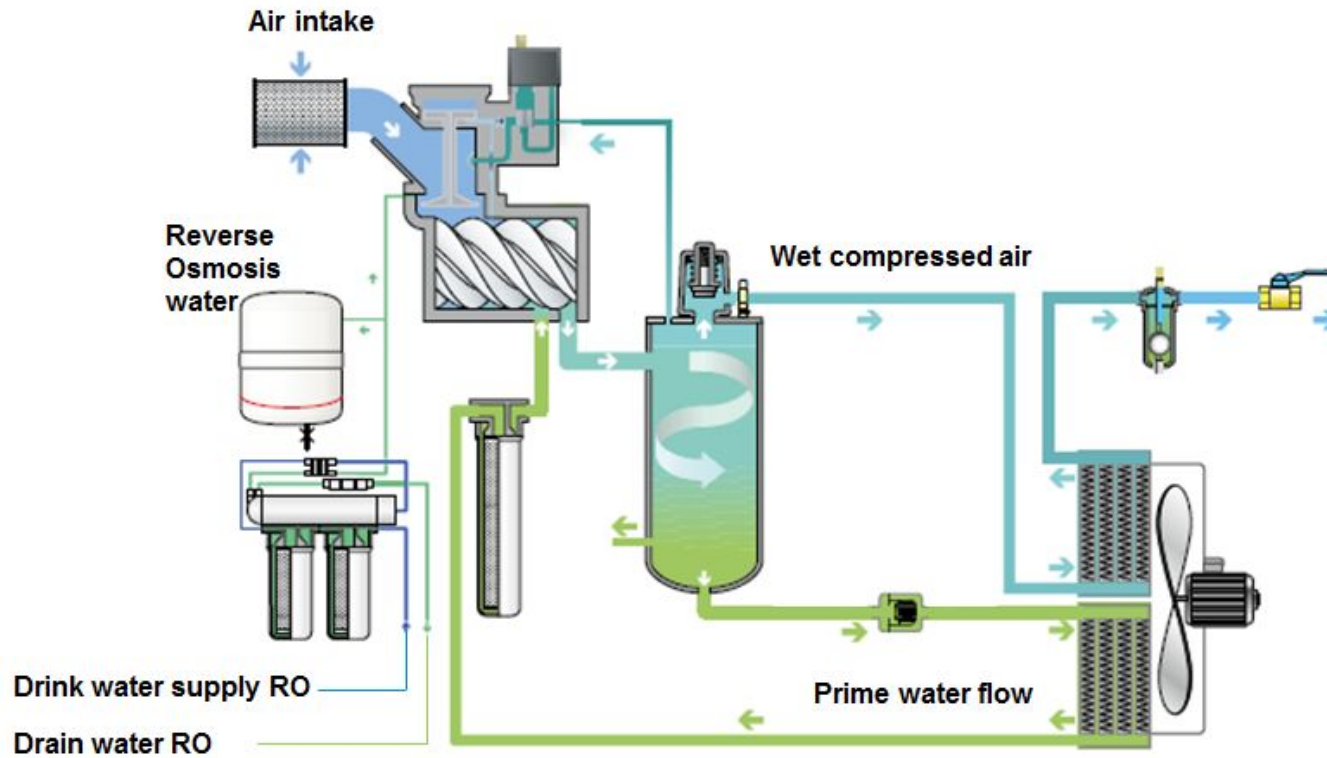 Air intake
Reverse
Osmosis
water
Wet compressed air
Drink water supply RO
Prime water flow
Drain water RO